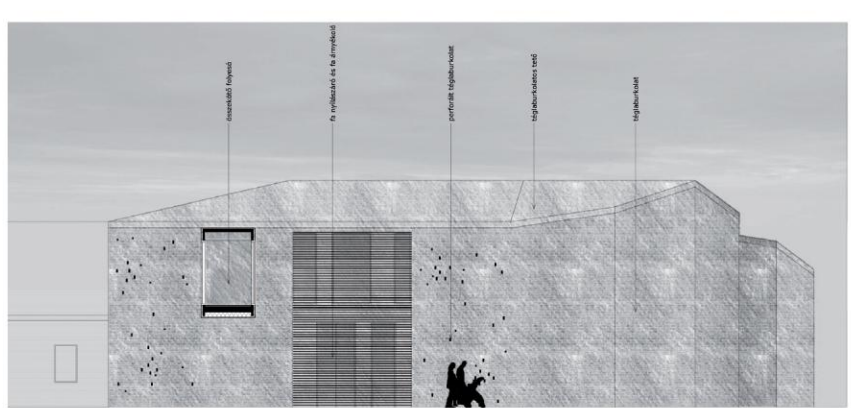 összekötő folyosó
fa nyílászáró és fa árnyékoló
perforált téglaburkolat
téglaburkolatos tető
téglaburkolat